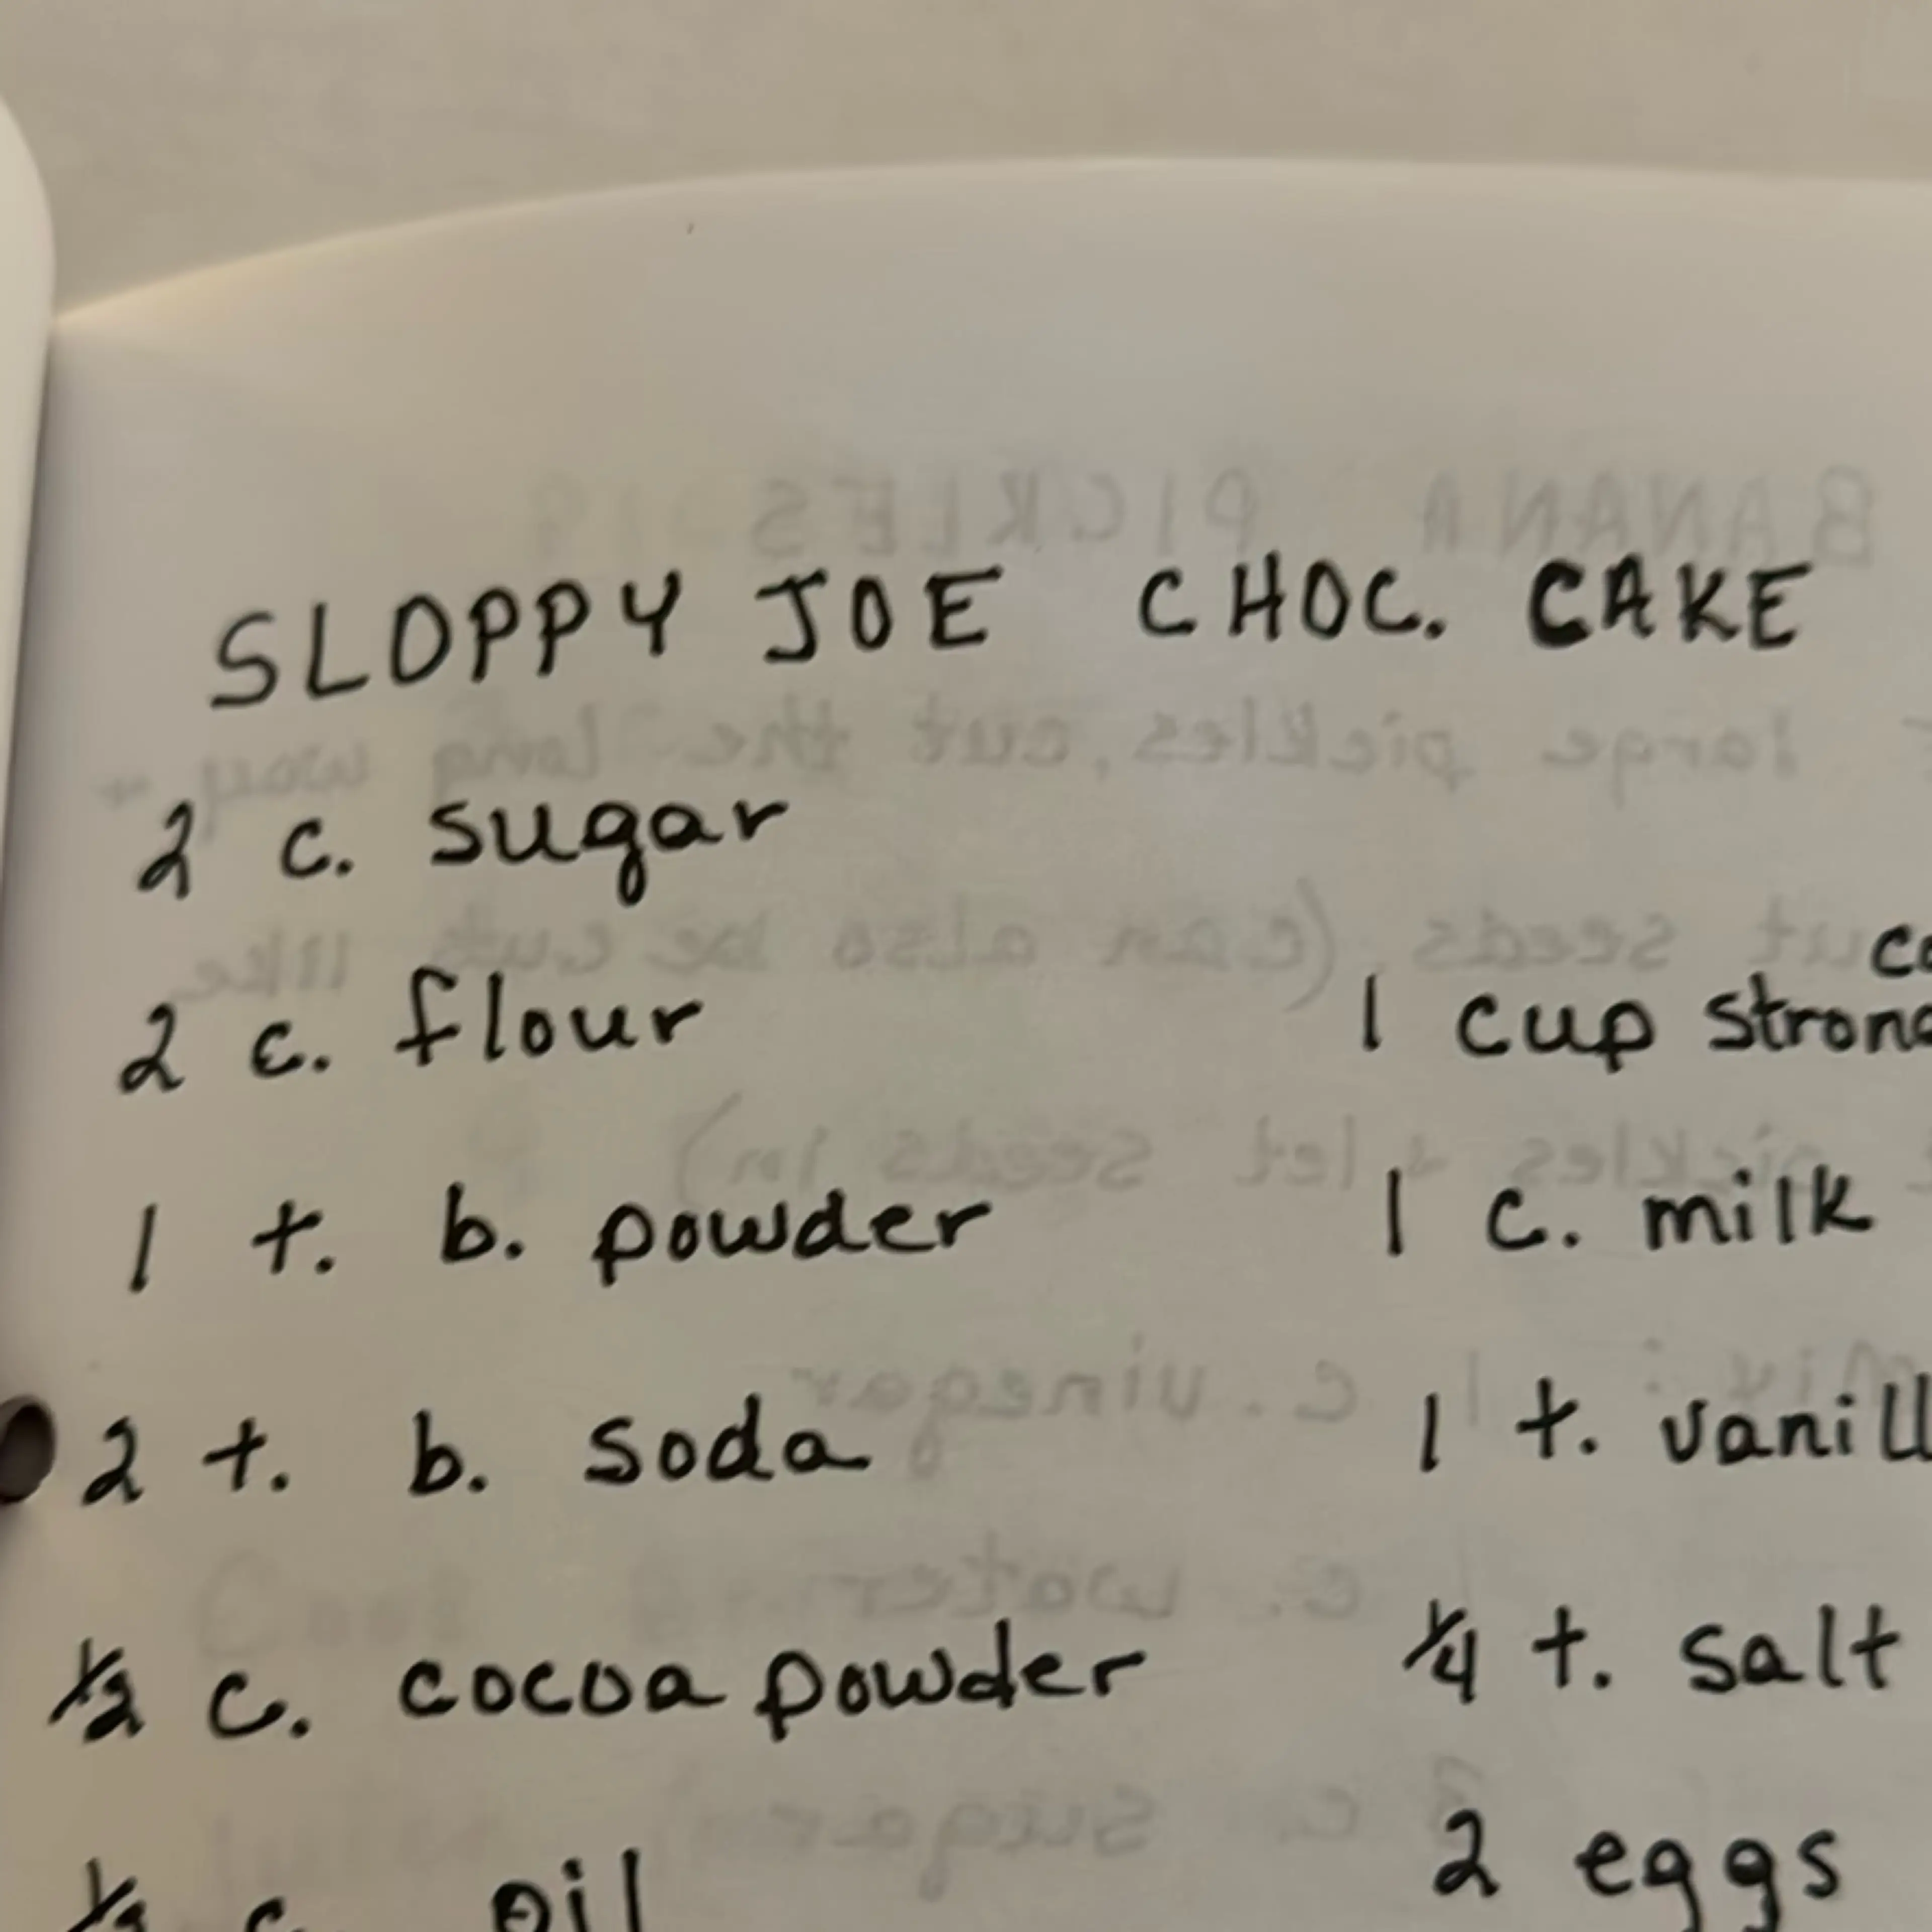 SLOPPY JOE CHOC. CAKE
2 c. sugar
2 c. flour
1 cup
1 t. b. powder
1 c. milk
2 t. b. soda
1 t.
½ c. cocoa powder
¼ t. salt
2 eggs
c. oil